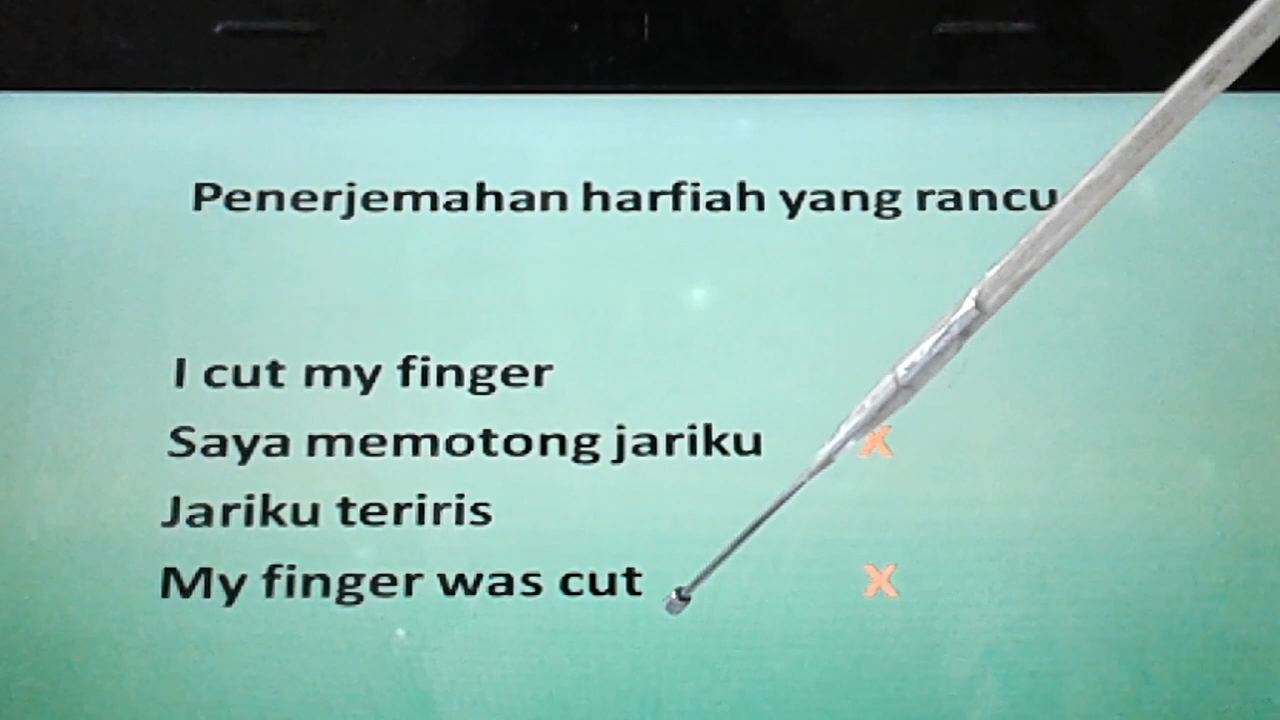 Penerjemahan harfiah yang rancu
I cut my finger
Saya memotong jariku X
Jariku teriris
My finger was cut X